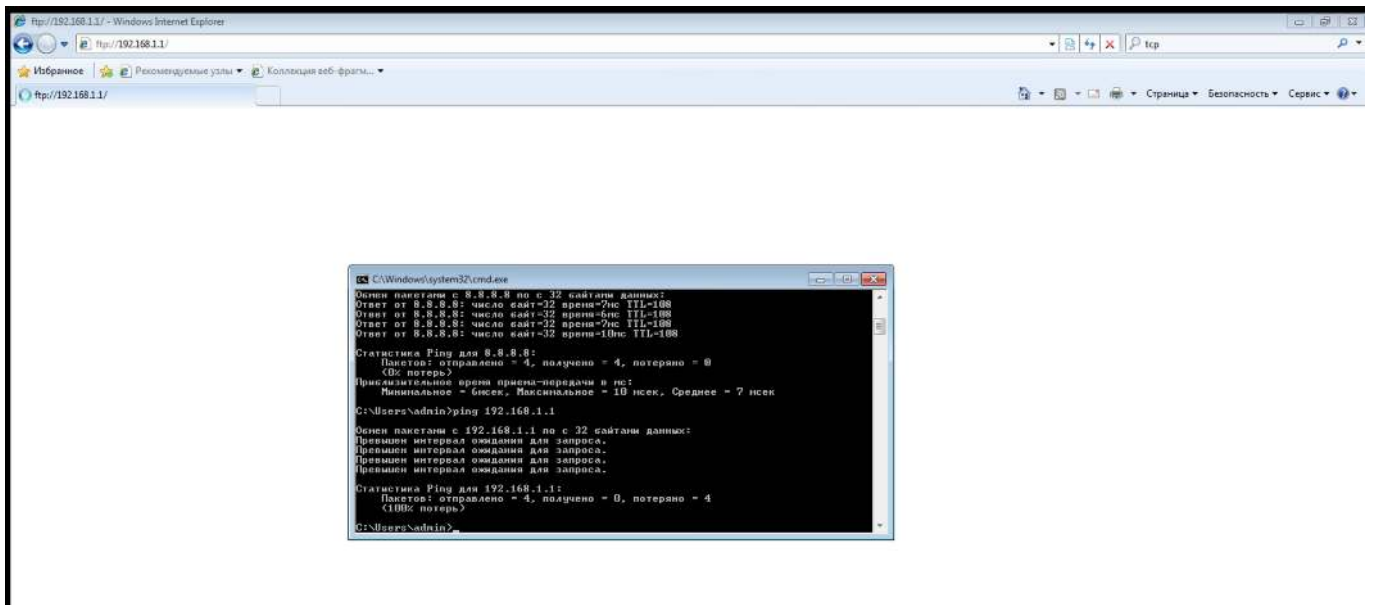 ftp://192.168.1.1/ - Windows Internet Explorer
ftp://192.168.1.1/
tcp
Избранное
Рекомендуемые узлы
Коллекция веб-фрагм...
ftp://192.168.1.1/
Страница
Безопасность
Сервис
C:\Windows\system32\cmd.exe
Обмен пакетами с 8.8.8.8 по с 32 байтами данных:
Ответ от 8.8.8.8: число байт=32 время=7мс TTL=108
Ответ от 8.8.8.8: число байт=32 время=6мс TTL=108
Ответ от 8.8.8.8: число байт=32 время=7мс TTL=108
Ответ от 8.8.8.8: число байт=32 время=10мс TTL=108
Статистика Ping для 8.8.8.8:
Пакетов: отправлено = 4, получено = 4, потеряно = 0
(0% потерь)
Приблизительное время приема-передачи в мс:
Минимальное = 6мсек, Максимальное = 10 мсек, Среднее = 7 мсек
C:\Users\admin>ping 192.168.1.1
Обмен пакетами с 192.168.1.1 по с 32 байтами данных:
Превышен интервал ожидания для запроса.
Превышен интервал ожидания для запроса.
Превышен интервал ожидания для запроса.
Превышен интервал ожидания для запроса.
Статистика Ping для 192.168.1.1:
Пакетов: отправлено = 4, получено = 0, потеряно = 4
(100% потерь)
C:\Users\admin>_